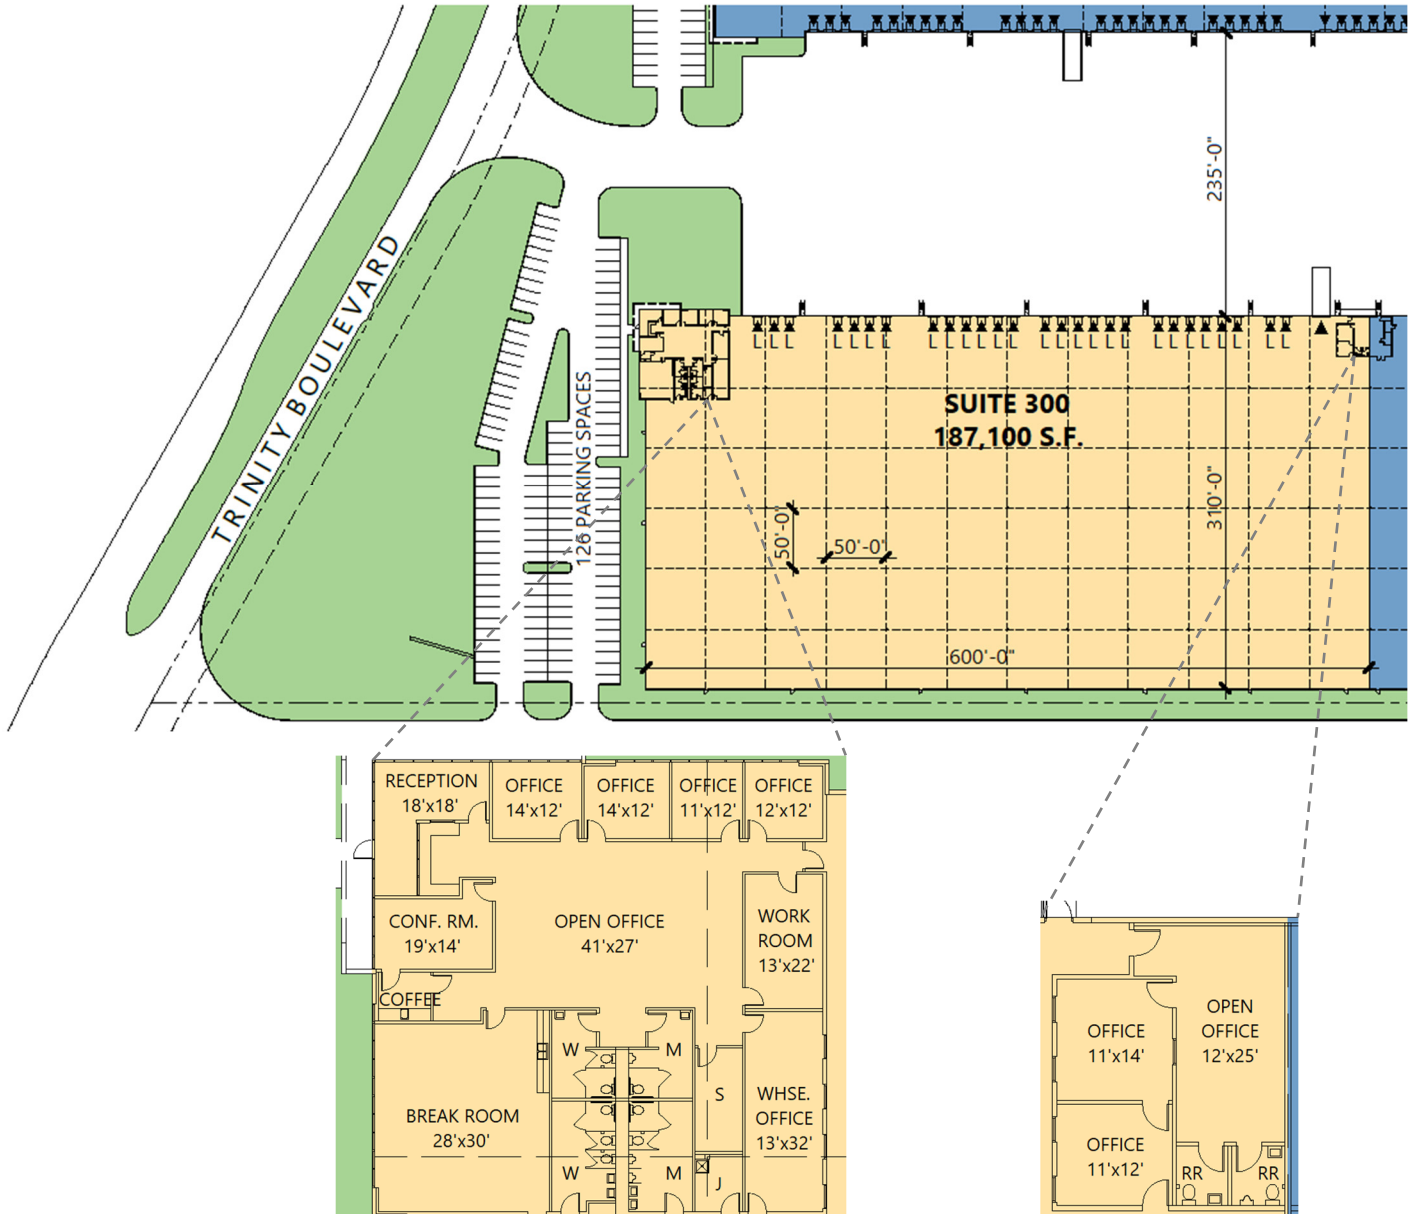 235'-0"
TRINITY BOULEVARD
L L L
L L L L
L L L L L L
L L L L L L
L L L L L L
L L
SUITE 300
187,100 S.F.
126 PARKING SPACES
310'-0"
50'-0"
50'-0"
600'-0"
RECEPTION
18'x18'
OFFICE
14'x12'
OFFICE
14'x12'
OFFICE
11'x12'
OFFICE
12'x12'
CONF. RM.
19'x14'
OPEN OFFICE
41'x27'
WORK
ROOM
13'x22'
COFFEE
W
M
BREAK ROOM
28'x30'
S
WHSE.
OFFICE
13'x32'
W
M
J
OFFICE
11'x14'
OPEN
OFFICE
12'x25'
OFFICE
11'x12'
RR
RR